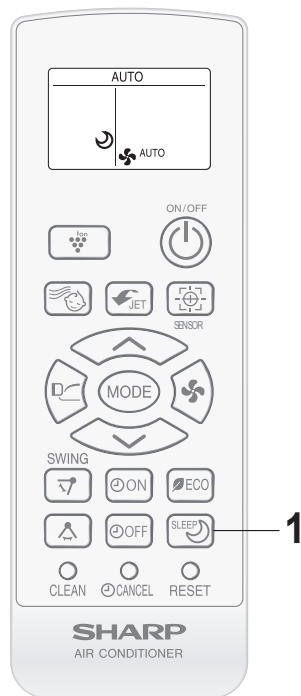 AUTO
AUTO
Ion
ON/OFF
JET
SENSOR
MODE
SWING
ON
ECO
OFF
SLEEP
1
CLEAN
CANCEL
RESET
SHARP
AIR CONDITIONER